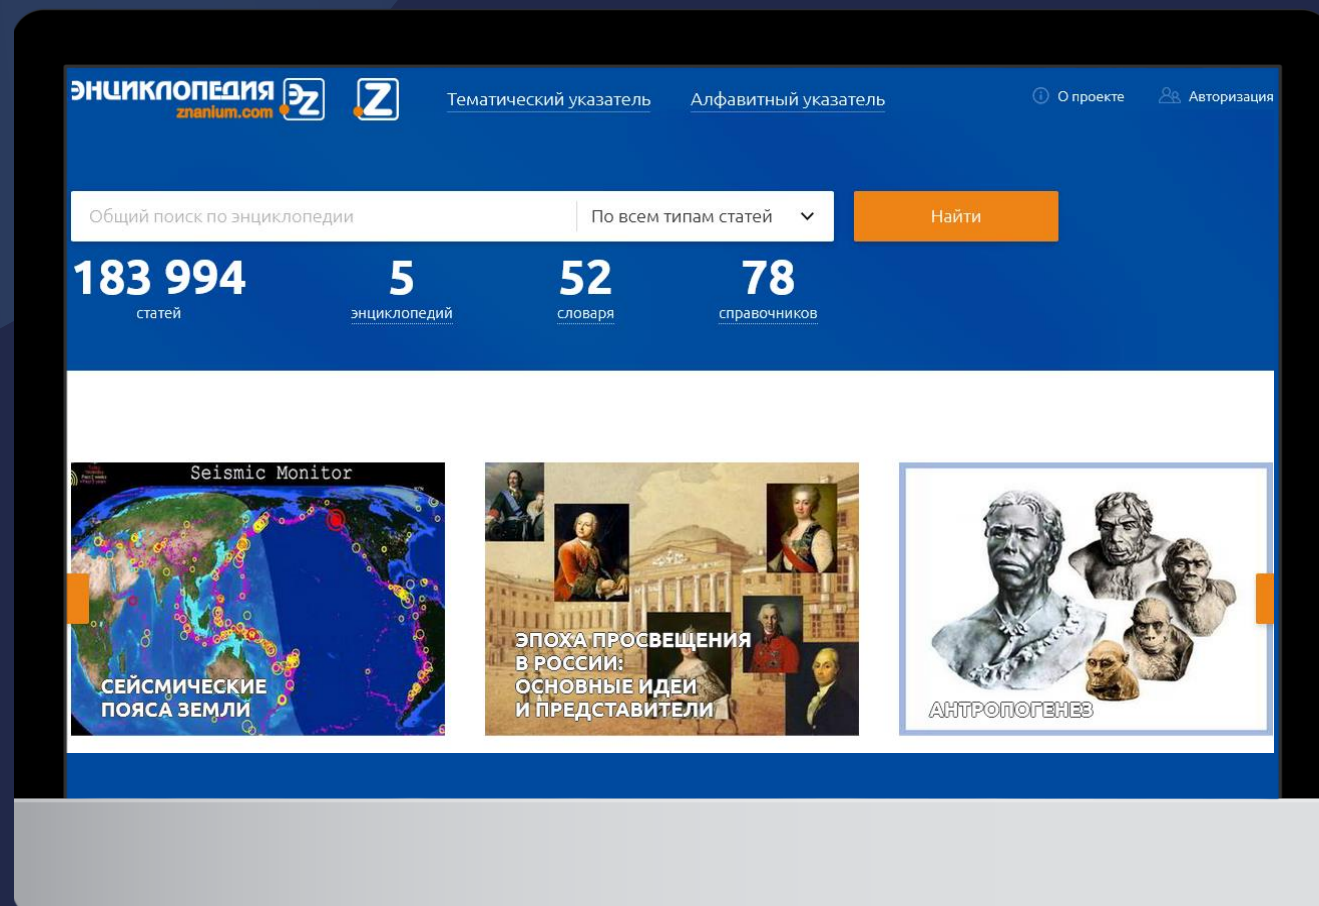 ЭНЦИКЛОПЕДИЯ
znanium.com
ЭZ
Z
Тематический указатель
Алфавитный указатель
О проекте
Авторизация
Общий поиск по энциклопедии
По всем типам статей
Найти
183 994
статей
5
энциклопедий
52
словаря
78
справочников
Seismic Monitor
СЕЙСМИЧЕСКИЕ
ПОЯСА ЗЕМЛИ
ЭПОХА ПРОСВЕЩЕНИЯ
В РОССИИ:
ОСНОВНЫЕ ИДЕИ
И ПРЕДСТАВИТЕЛИ
АНТРОПОГЕНЕЗ